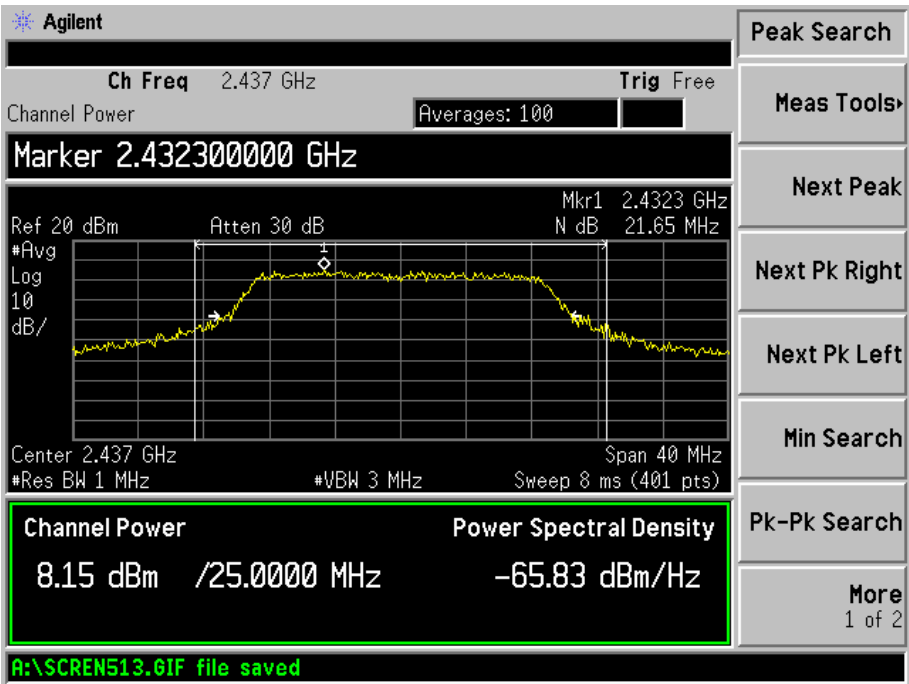 Agilent
Ch Freq 2.437 GHz Trig Free
Channel Power Averages: 100
Marker 2.432300000 GHz
Mkr1 2.4323 GHz
Ref 20 dBm Atten 30 dB N dB 21.65 MHz
#Avg
Log
10
dB/
1
Center 2.437 GHz Span 40 MHz
#Res BW 1 MHz #VBW 3 MHz Sweep 8 ms (401 pts)
Channel Power Power Spectral Density
8.15 dBm /25.0000 MHz -65.83 dBm/Hz
A:\SCREN513.GIF file saved
Peak Search
Meas Tools
Next Peak
Next Pk Right
Next Pk Left
Min Search
Pk-Pk Search
More
1 of 2